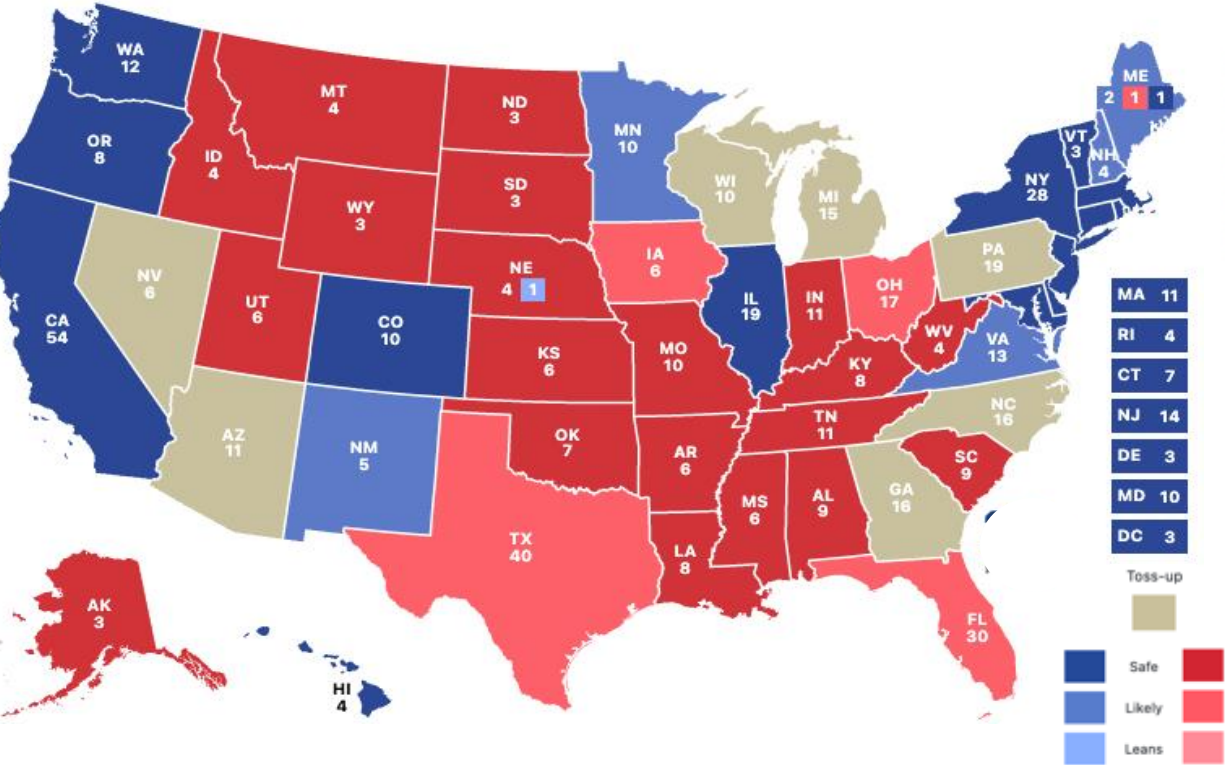 WA
12
OR
8
CA
54
NV
6
ID
4
MT
4
WY
3
UT
6
AZ
11
CO
10
NM
5
ND
3
SD
3
NE
4 1
KS
6
OK
7
TX
40
MN
10
IA
6
MO
10
AR
6
LA
8
WI
10
IL
19
MI
15
IN
11
OH
17
KY
8
TN
11
MS
6
AL
9
GA
16
FL
30
SC
9
NC
16
VA
13
WV
4
PA
19
NY
28
VT
3
NH
4
ME
2 1 1
AK
3
HI
4
MA 11
RI 4
CT 7
NJ 14
DE 3
MD 10
DC 3
Toss-up
Safe
Likely
Leans